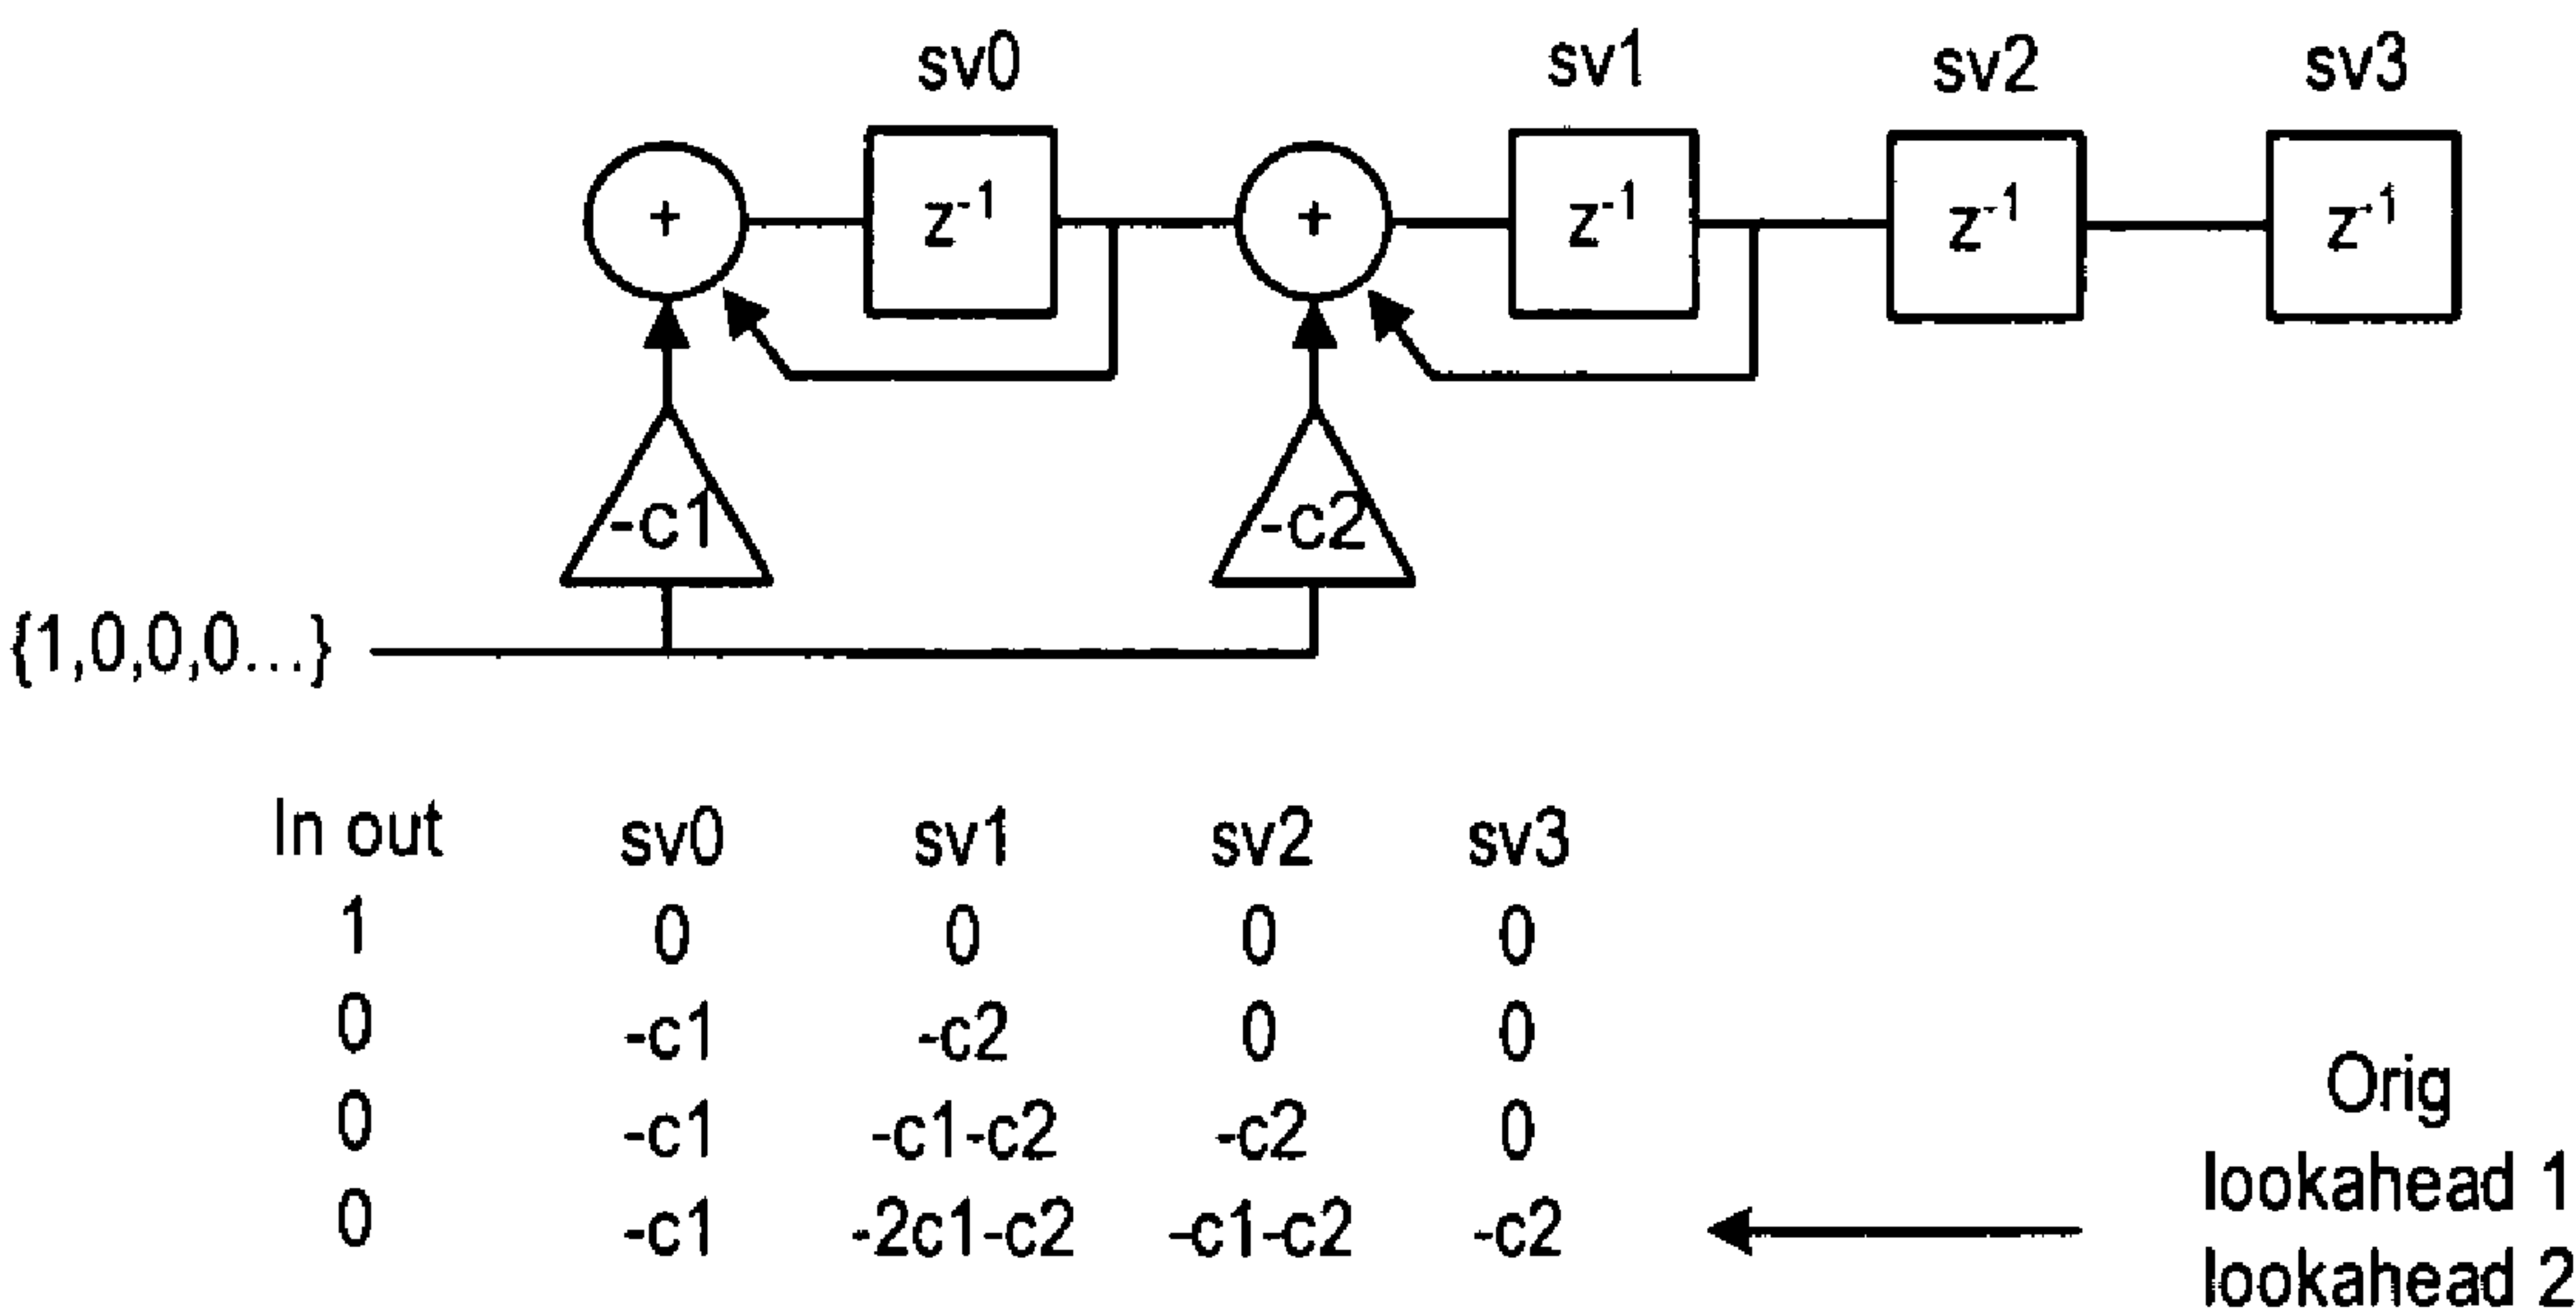 sv0 sv1 sv2 sv3
+ z⁻¹ + z⁻¹ z⁻¹ z⁻¹
-c1 -c2
{1,0,0,0...}
In out sv0 sv1 sv2 sv3
1 0 0 0 0
0 -c1 -c2 0 0
0 -c1 -c1-c2 -c2 0
0 -c1 -2c1-c2 -c1-c2 -c2
Orig
lookahead 1
lookahead 2